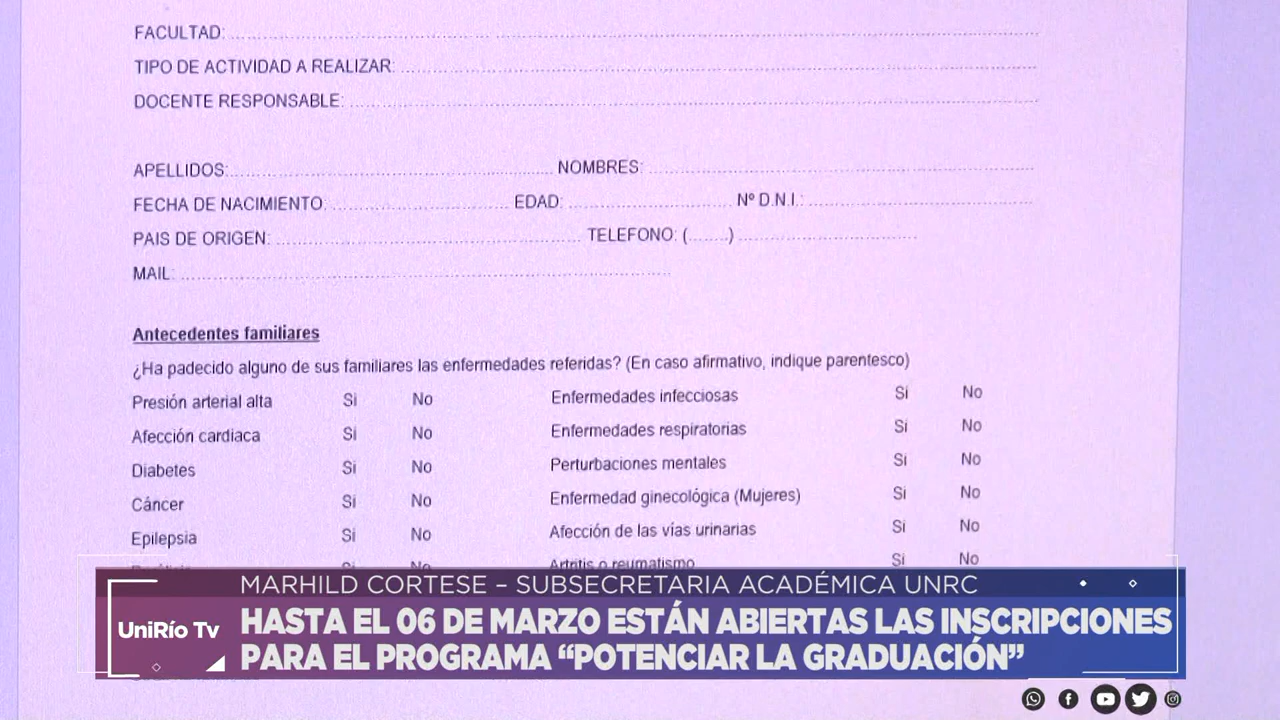 FACULTAD:
TIPO DE ACTIVIDAD A REALIZAR:
DOCENTE RESPONSABLE:
APELLIDOS: NOMBRES:
FECHA DE NACIMIENTO: EDAD: Nº D.N.I.:
PAIS DE ORIGEN: TELEFONO: (........)
MAIL:
Antecedentes familiares
¿Ha padecido alguno de sus familiares las enfermedades referidas? (En caso afirmativo, indique parentesco)
Presión arterial alta Si No Enfermedades infecciosas Si No
Afección cardiaca Si No Enfermedades respiratorias Si No
Diabetes Si No Perturbaciones mentales Si No
Cáncer Si No Enfermedad ginecológica (Mujeres) Si No
Epilepsia Si No Afección de las vías urinarias Si No
Si No Artritis o reumatismo Si No
MARHILD CORTESE – SUBSECRETARIA ACADÉMICA UNRC
UniRío Tv
HASTA EL 06 DE MARZO ESTÁN ABIERTAS LAS INSCRIPCIONES
PARA EL PROGRAMA “POTENCIAR LA GRADUACIÓN”